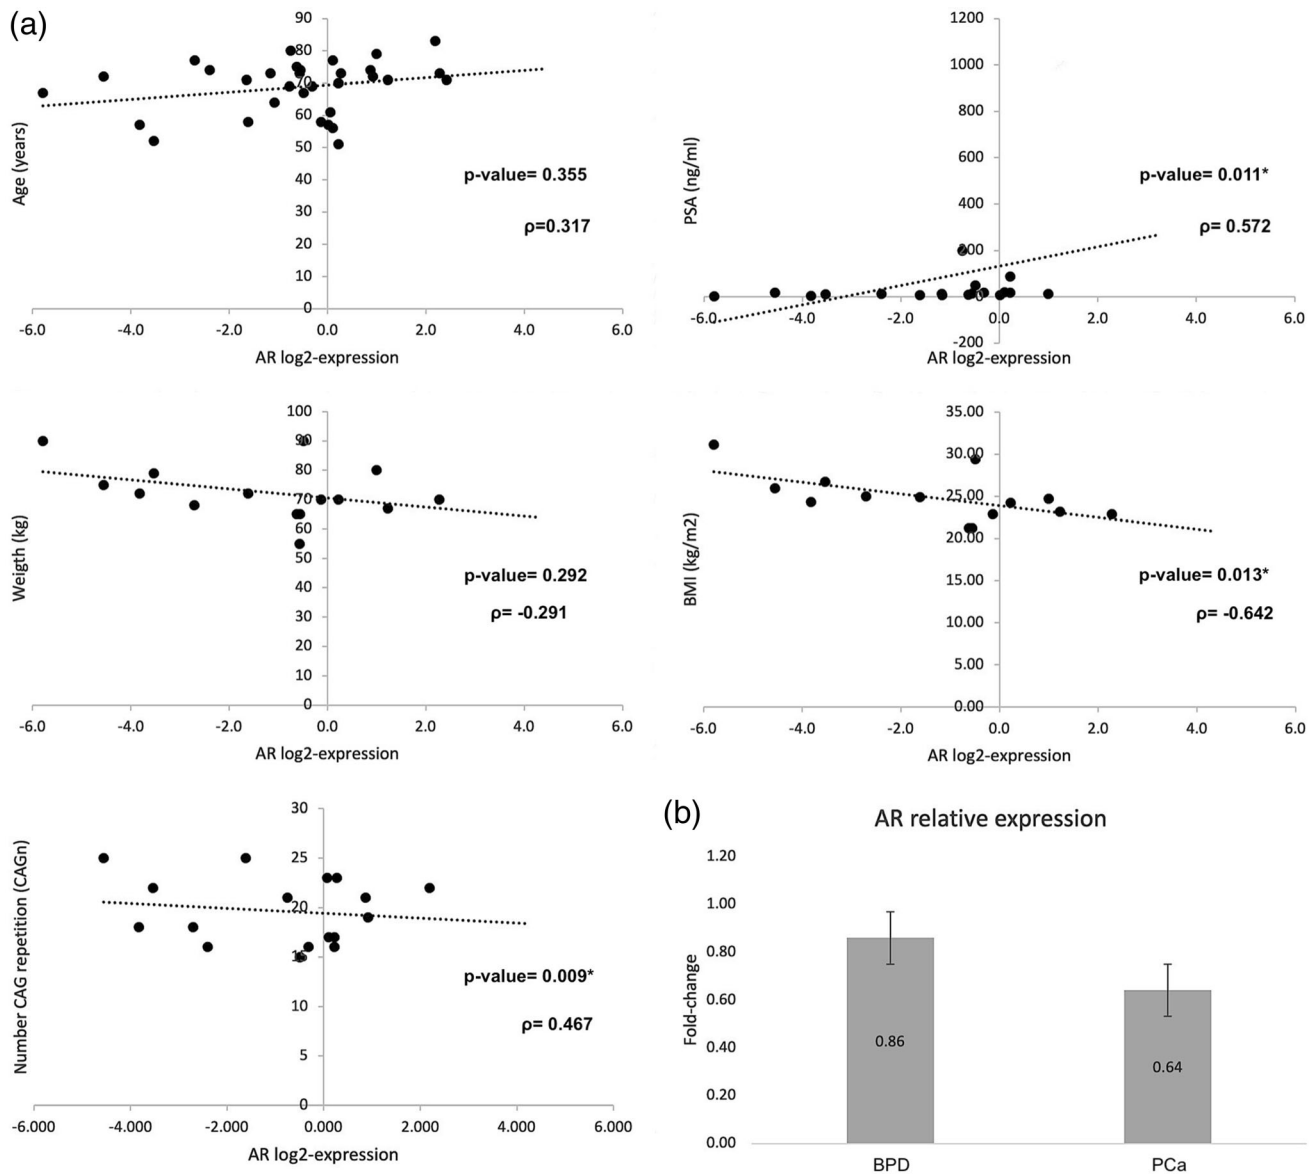 (a)
90
80
70
60
50
40
30
20
10
0
Age (years)
p-value= 0.355
ρ=0.317
-6.0 -4.0 -2.0 0.0 2.0 4.0 6.0
AR log2-expression
1200
1000
800
600
400
200
0
-200
PSA (ng/ml)
p-value= 0.011*
ρ= 0.572
-6.0 -4.0 -2.0 0.0 2.0 4.0 6.0
AR log2-expression
100
90
80
70
60
50
40
30
20
10
0
Weigth (kg)
p-value= 0.292
ρ= -0.291
-6.0 -4.0 -2.0 0.0 2.0 4.0 6.0
AR log2-expression
35.00
30.00
25.00
20.00
15.00
10.00
5.00
0.00
BMI (kg/m2)
p-value= 0.013*
ρ= -0.642
-6.0 -4.0 -2.0 0.0 2.0 4.0 6.0
AR log2-expression
30
25
20
15
10
5
0
Number CAG repetition (CAGn)
p-value= 0.009*
ρ= 0.467
-6.000 -4.000 -2.000 0.000 2.000 4.000 6.000
AR log2-expression
(b)
AR relative expression
1.20
1.00
0.80
0.60
0.40
0.20
0.00
Fold-change
0.86
0.64
BPD PCa